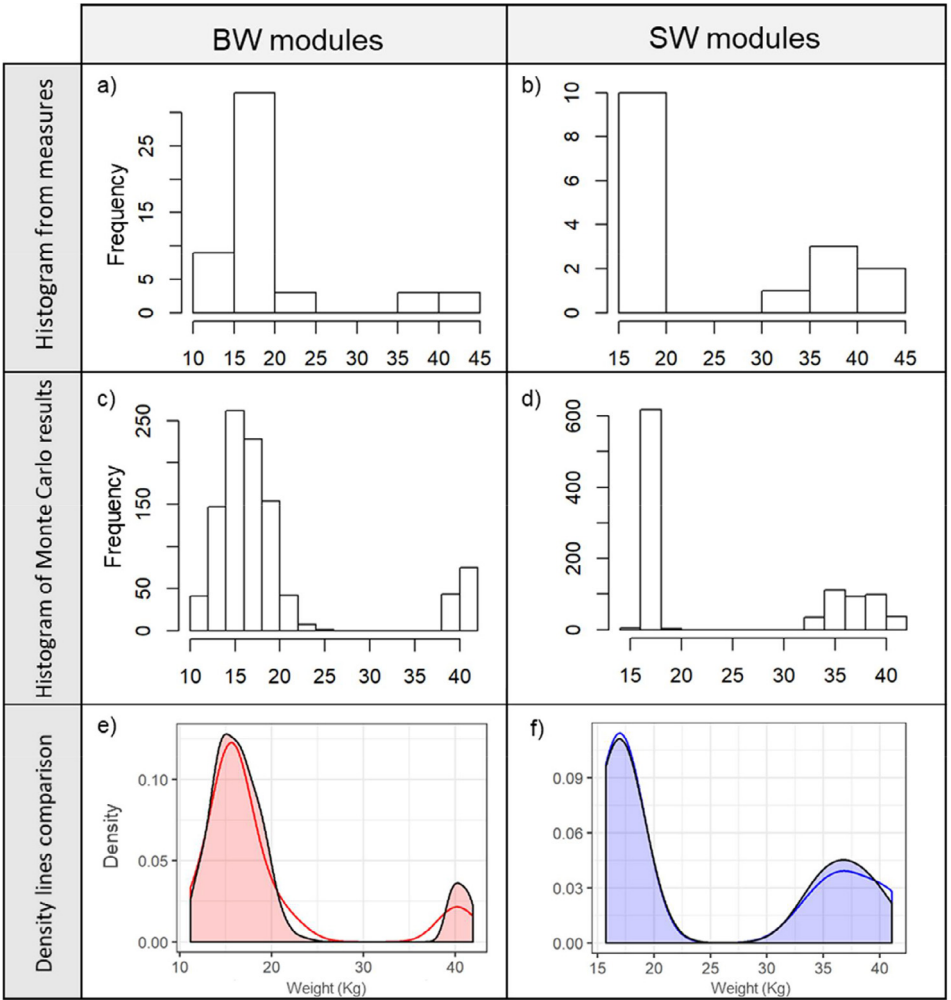 BW modules
SW modules
Histogram from measures
a)
Frequency
5
15
25
10 15 20 25 30 35 40 45
b)
0
2
4
6
8
10
15 20 25 30 35 40 45
Histogram of Monte Carlo results
c)
Frequency
0
50
150
250
10 15 20 25 30 35 40
d)
0
200
400
600
15 20 25 30 35 40
Density lines comparison
e)
Density
0.10
0.05
0.00
10 20 30 40
Weight (Kg)
f)
0.09
0.06
0.03
0.00
15 20 25 30 35 40
Weight (Kg)